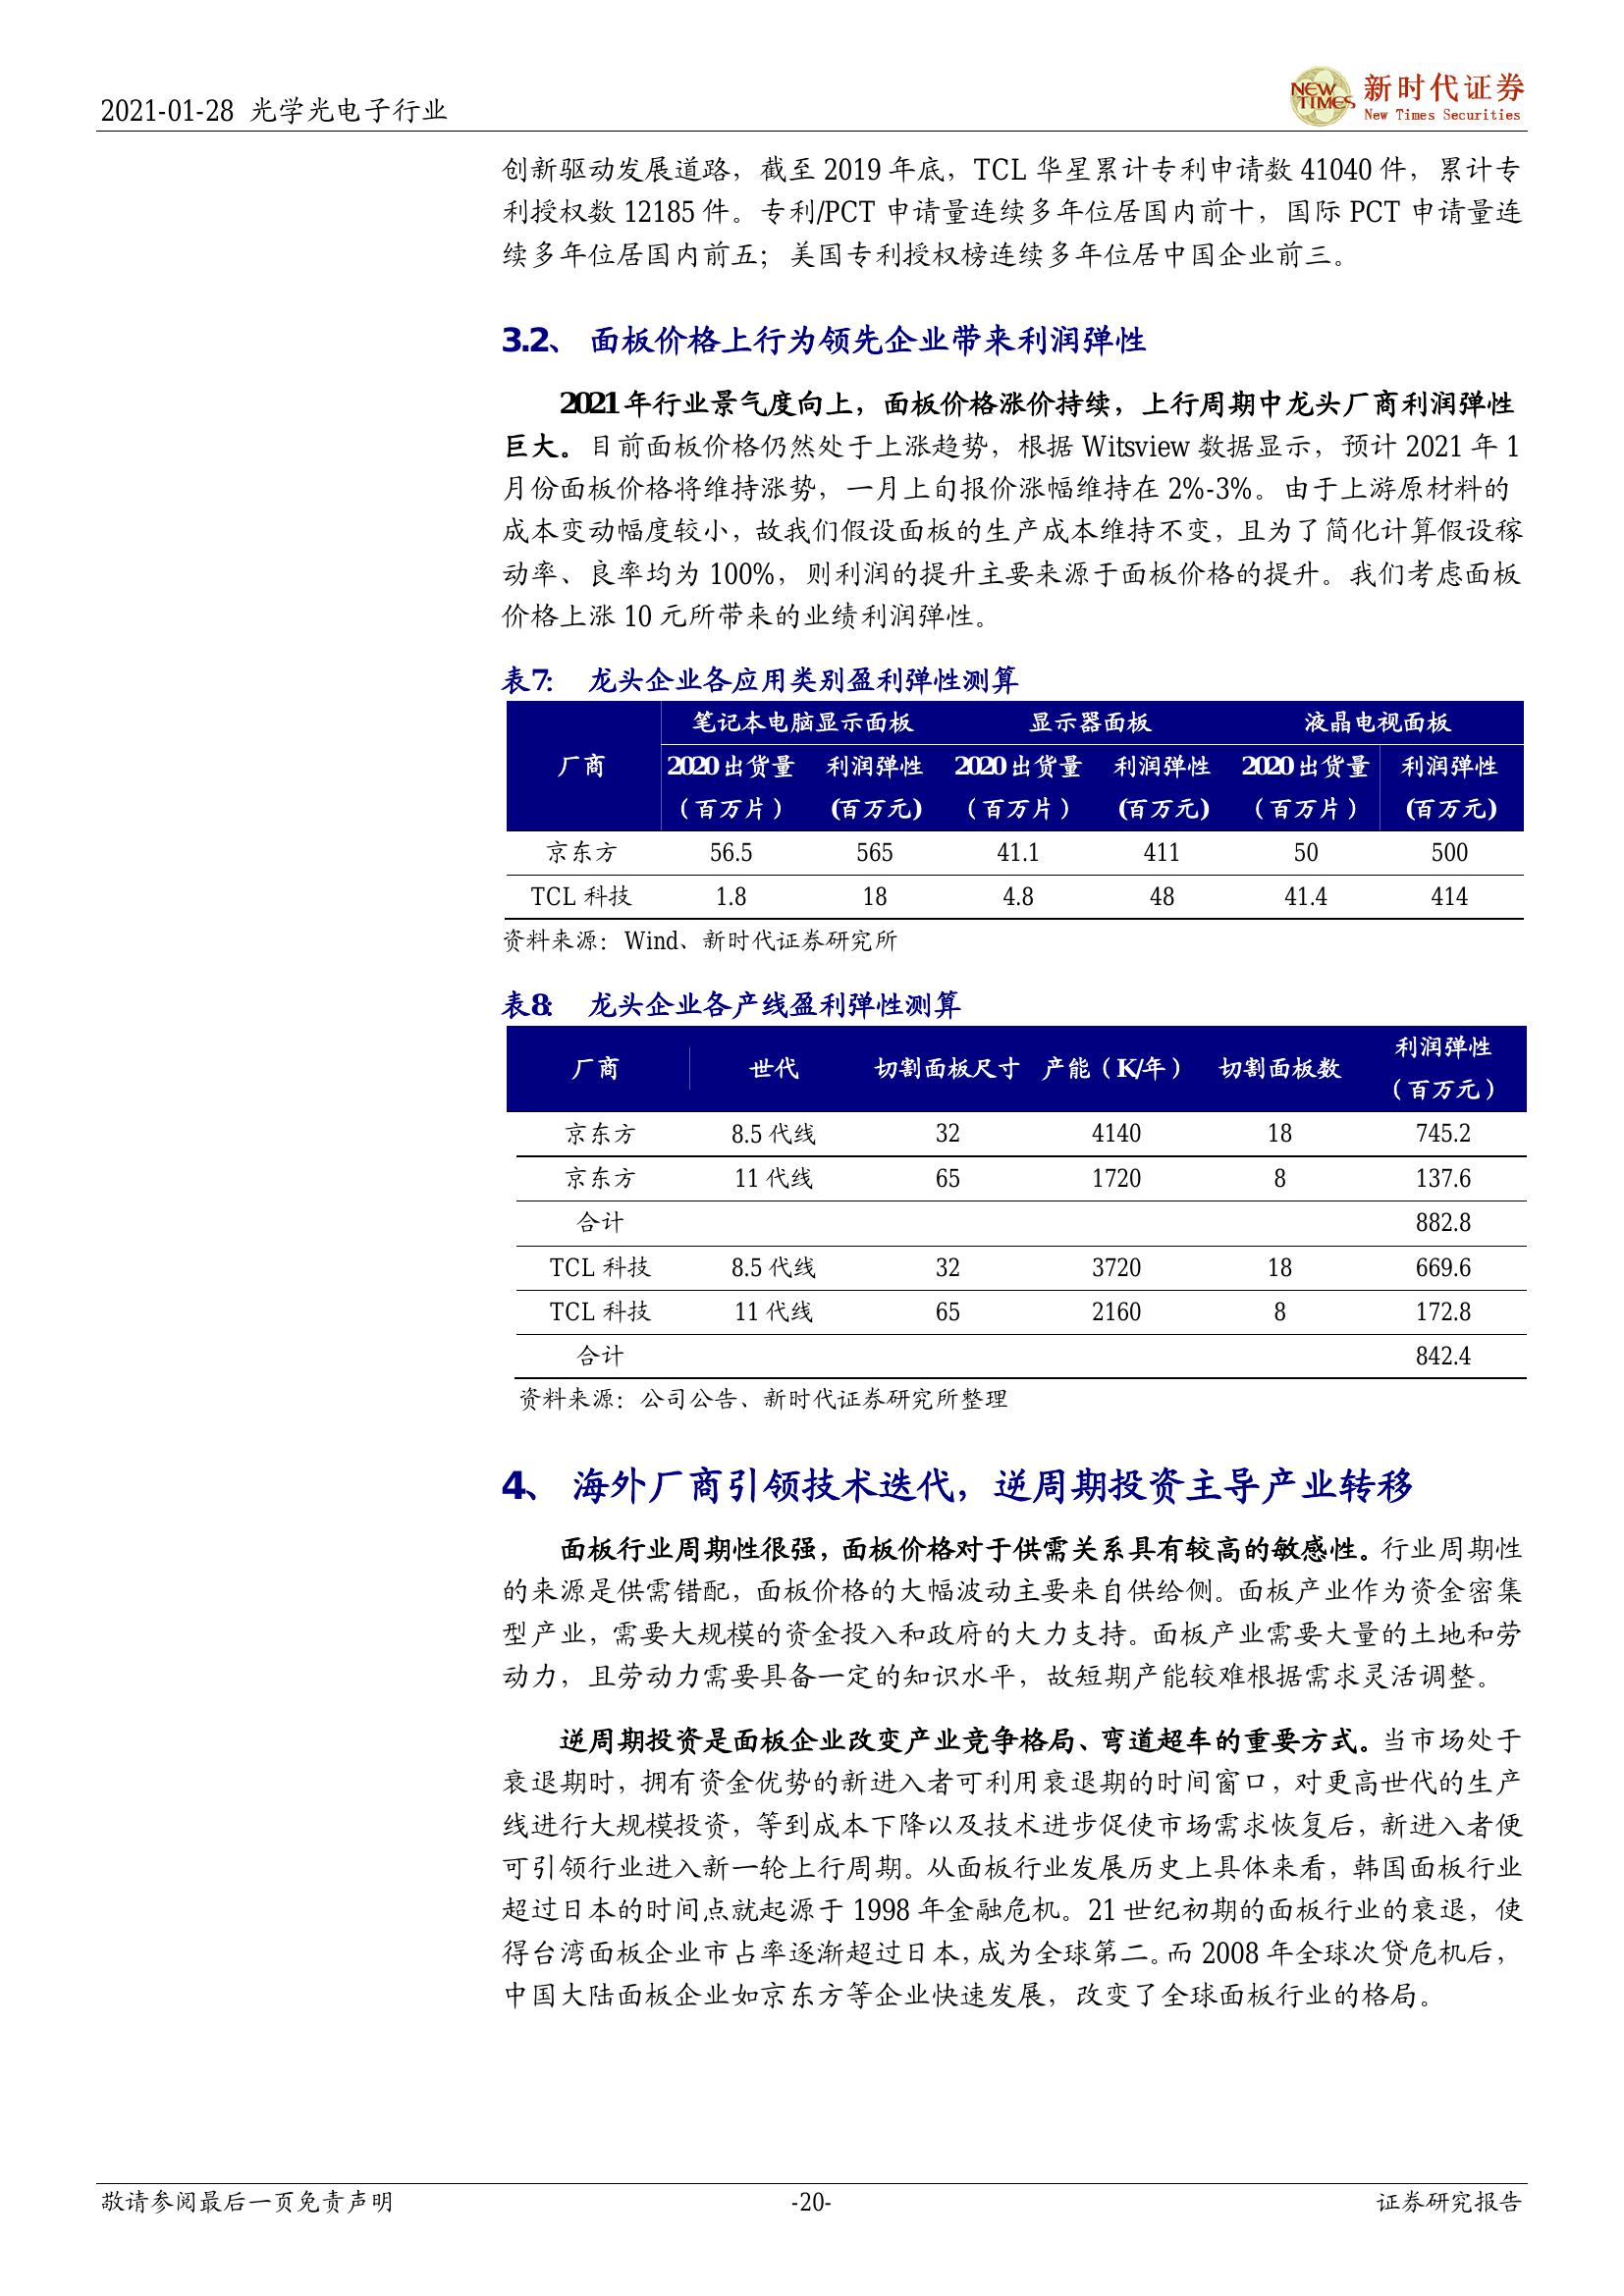 2021-01-28 光学光电子行业
NEW TIMES 新时代证券
New Times Securities
创新驱动发展道路，截至 2019 年底，TCL 华星累计专利申请数 41040 件，累计专
利授权数 12185 件。专利/PCT 申请量连续多年位居国内前十，国际 PCT 申请量连
续多年位居国内前五；美国专利授权榜连续多年位居中国企业前三。
3.2、 面板价格上行为领先企业带来利润弹性
2021 年行业景气度向上，面板价格涨价持续，上行周期中龙头厂商利润弹性
巨大。目前面板价格仍然处于上涨趋势，根据 Witsview 数据显示，预计 2021 年 1
月份面板价格将维持涨势，一月上旬报价涨幅维持在 2%-3%。由于上游原材料的
成本变动幅度较小，故我们假设面板的生产成本维持不变，且为了简化计算假设稼
动率、良率均为 100%，则利润的提升主要来源于面板价格的提升。我们考虑面板
价格上涨 10 元所带来的业绩利润弹性。
表7： 龙头企业各应用类别盈利弹性测算
笔记本电脑显示面板 显示器面板 液晶电视面板
厂商 2020 出货量 利润弹性 2020 出货量 利润弹性 2020 出货量 利润弹性
（百万片） (百万元) （百万片） (百万元) （百万片） (百万元)
京东方 56.5 565 41.1 411 50 500
TCL 科技 1.8 18 4.8 48 41.4 414
资料来源：Wind、新时代证券研究所
表8： 龙头企业各产线盈利弹性测算
厂商 世代 切割面板尺寸 产能（K/年） 切割面板数 利润弹性
（百万元）
京东方 8.5 代线 32 4140 18 745.2
京东方 11 代线 65 1720 8 137.6
合计 882.8
TCL 科技 8.5 代线 32 3720 18 669.6
TCL 科技 11 代线 65 2160 8 172.8
合计 842.4
资料来源：公司公告、新时代证券研究所整理
4、 海外厂商引领技术迭代，逆周期投资主导产业转移
面板行业周期性很强，面板价格对于供需关系具有较高的敏感性。行业周期性
的来源是供需错配，面板价格的大幅波动主要来自供给侧。面板产业作为资金密集
型产业，需要大规模的资金投入和政府的大力支持。面板产业需要大量的土地和劳
动力，且劳动力需要具备一定的知识水平，故短期产能较难根据需求灵活调整。
逆周期投资是面板企业改变产业竞争格局、弯道超车的重要方式。当市场处于
衰退期时，拥有资金优势的新进入者可利用衰退期的时间窗口，对更高世代的生产
线进行大规模投资，等到成本下降以及技术进步促使市场需求恢复后，新进入者便
可引领行业进入新一轮上行周期。从面板行业发展历史上具体来看，韩国面板行业
超过日本的时间点就起源于 1998 年金融危机。21 世纪初期的面板行业的衰退，使
得台湾面板企业市占率逐渐超过日本，成为全球第二。而 2008 年全球次贷危机后，
中国大陆面板企业如京东方等企业快速发展，改变了全球面板行业的格局。
敬请参阅最后一页免责声明 -20- 证券研究报告